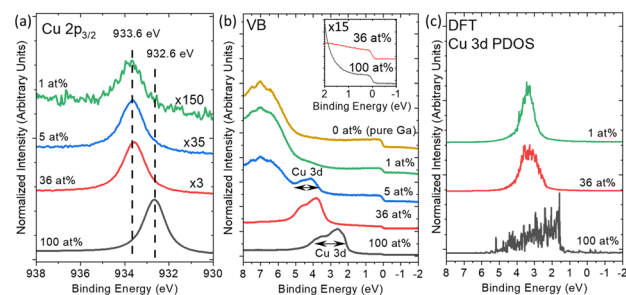 (a) Cu 2p3/2
933.6 eV
932.6 eV
1 at%
x150
5 at%
x35
36 at%
x3
100 at%
Normalized Intensity (Arbitrary Units)
938 936 934 932 930
Binding Energy (eV)
(b) VB
x15
36 at%
100 at%
2 1 0
Binding Energy (eV)
0 at% (pure Ga)
1 at%
Cu 3d
5 at%
36 at%
100 at%
Cu 3d
Normalized Intensity (Arbitrary Units)
8 7 6 5 4 3 2 1 0 -1 -2
Binding Energy (eV)
(c) DFT
Cu 3d PDOS
1 at%
36 at%
100 at%
Normalized Intensity (Arbitrary Units)
8 7 6 5 4 3 2 1 0 -1 -2
Binding Energy (eV)